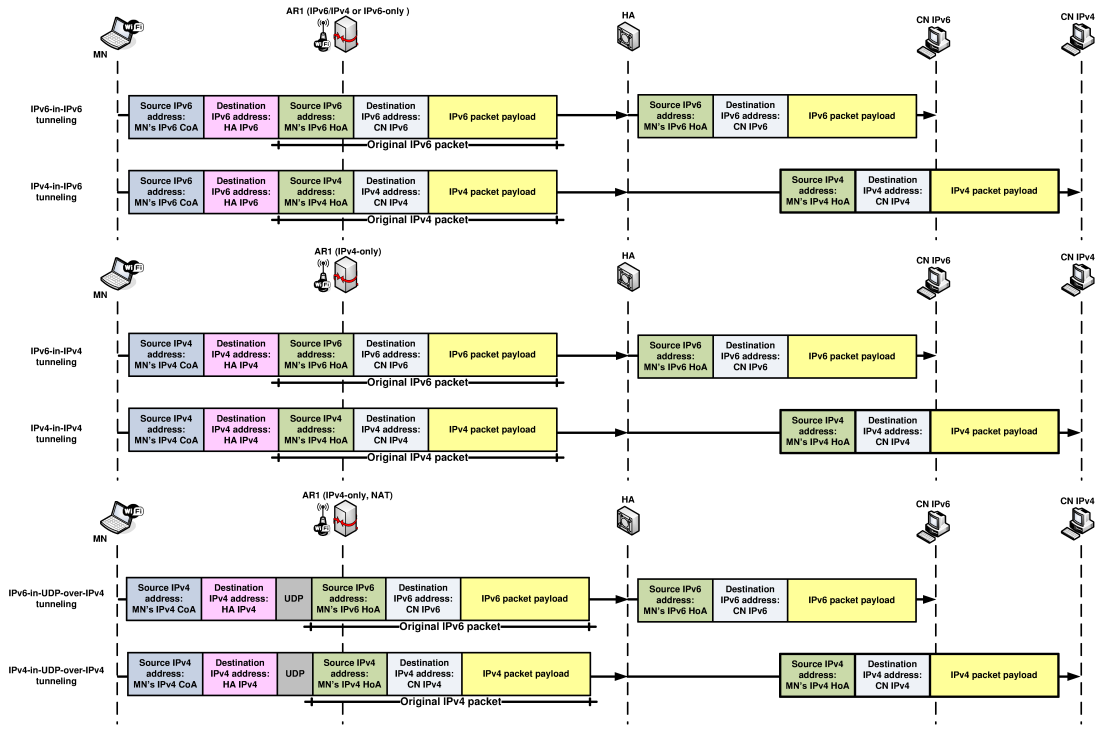 AR1 (IPv6/IPv4 or IPv6-only )
HA
CN IPv6
CN IPv4
WiFi
WiFi
MN
IPv6-in-IPv6
tunneling
Source IPv6
address:
MN's IPv6 CoA
Destination
IPv6 address:
HA IPv6
Source IPv6
address:
MN's IPv6 HoA
Destination
IPv6 address:
CN IPv6
IPv6 packet payload
Original IPv6 packet
Source IPv6
address:
MN's IPv6 HoA
Destination
IPv6 address:
CN IPv6
IPv6 packet payload
IPv4-in-IPv6
tunneling
Source IPv6
address:
MN's IPv6 CoA
Destination
IPv6 address:
HA IPv6
Source IPv4
address:
MN's IPv4 HoA
Destination
IPv4 address:
CN IPv4
IPv4 packet payload
Original IPv4 packet
Source IPv4
address:
MN's IPv4 HoA
Destination
IPv4 address:
CN IPv4
IPv4 packet payload
AR1 (IPv4-only)
HA
CN IPv6
CN IPv4
WiFi
WiFi
MN
IPv6-in-IPv4
tunneling
Source IPv4
address:
MN's IPv4 CoA
Destination
IPv4 address:
HA IPv4
Source IPv6
address:
MN's IPv6 HoA
Destination
IPv6 address:
CN IPv6
IPv6 packet payload
Original IPv6 packet
Source IPv6
address:
MN's IPv6 HoA
Destination
IPv6 address:
CN IPv6
IPv6 packet payload
IPv4-in-IPv4
tunneling
Source IPv4
address:
MN's IPv4 CoA
Destination
IPv4 address:
HA IPv4
Source IPv4
address:
MN's IPv4 HoA
Destination
IPv4 address:
CN IPv4
IPv4 packet payload
Original IPv4 packet
Source IPv4
address:
MN's IPv4 HoA
Destination
IPv4 address:
CN IPv4
IPv4 packet payload
AR1 (IPv4-only, NAT)
HA
CN IPv6
CN IPv4
WiFi
WiFi
MN
IPv6-in-UDP-over-IPv4
tunneling
Source IPv4
address:
MN's IPv4 CoA
Destination
IPv4 address:
HA IPv4
UDP
Source IPv6
address:
MN's IPv6 HoA
Destination
IPv6 address:
CN IPv6
IPv6 packet payload
Original IPv6 packet
Source IPv6
address:
MN's IPv6 HoA
Destination
IPv6 address:
CN IPv6
IPv6 packet payload
IPv4-in-UDP-over-IPv4
tunneling
Source IPv4
address:
MN's IPv4 CoA
Destination
IPv4 address:
HA IPv4
UDP
Source IPv4
address:
MN's IPv4 HoA
Destination
IPv4 address:
CN IPv4
IPv4 packet payload
Original IPv4 packet
Source IPv4
address:
MN's IPv4 HoA
Destination
IPv4 address:
CN IPv4
IPv4 packet payload